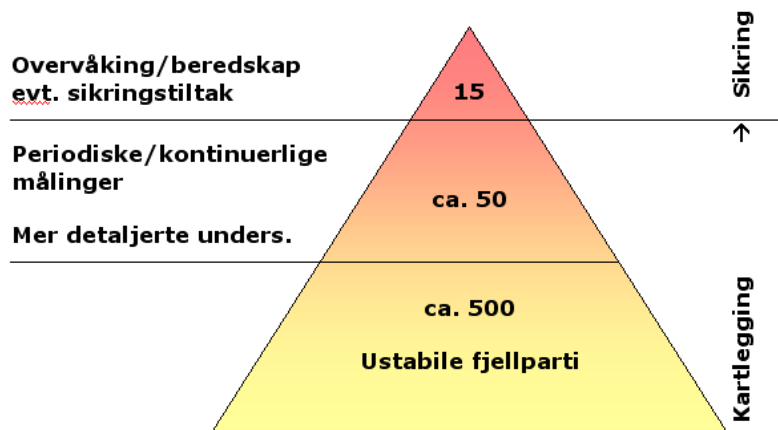 Overvåking/beredskap
evt. sikringstiltak
15
Sikring
Periodiske/kontinuerlige
målinger
Mer detaljerte unders.
ca. 50
→
ca. 500
Ustabile fjellparti
Kartlegging